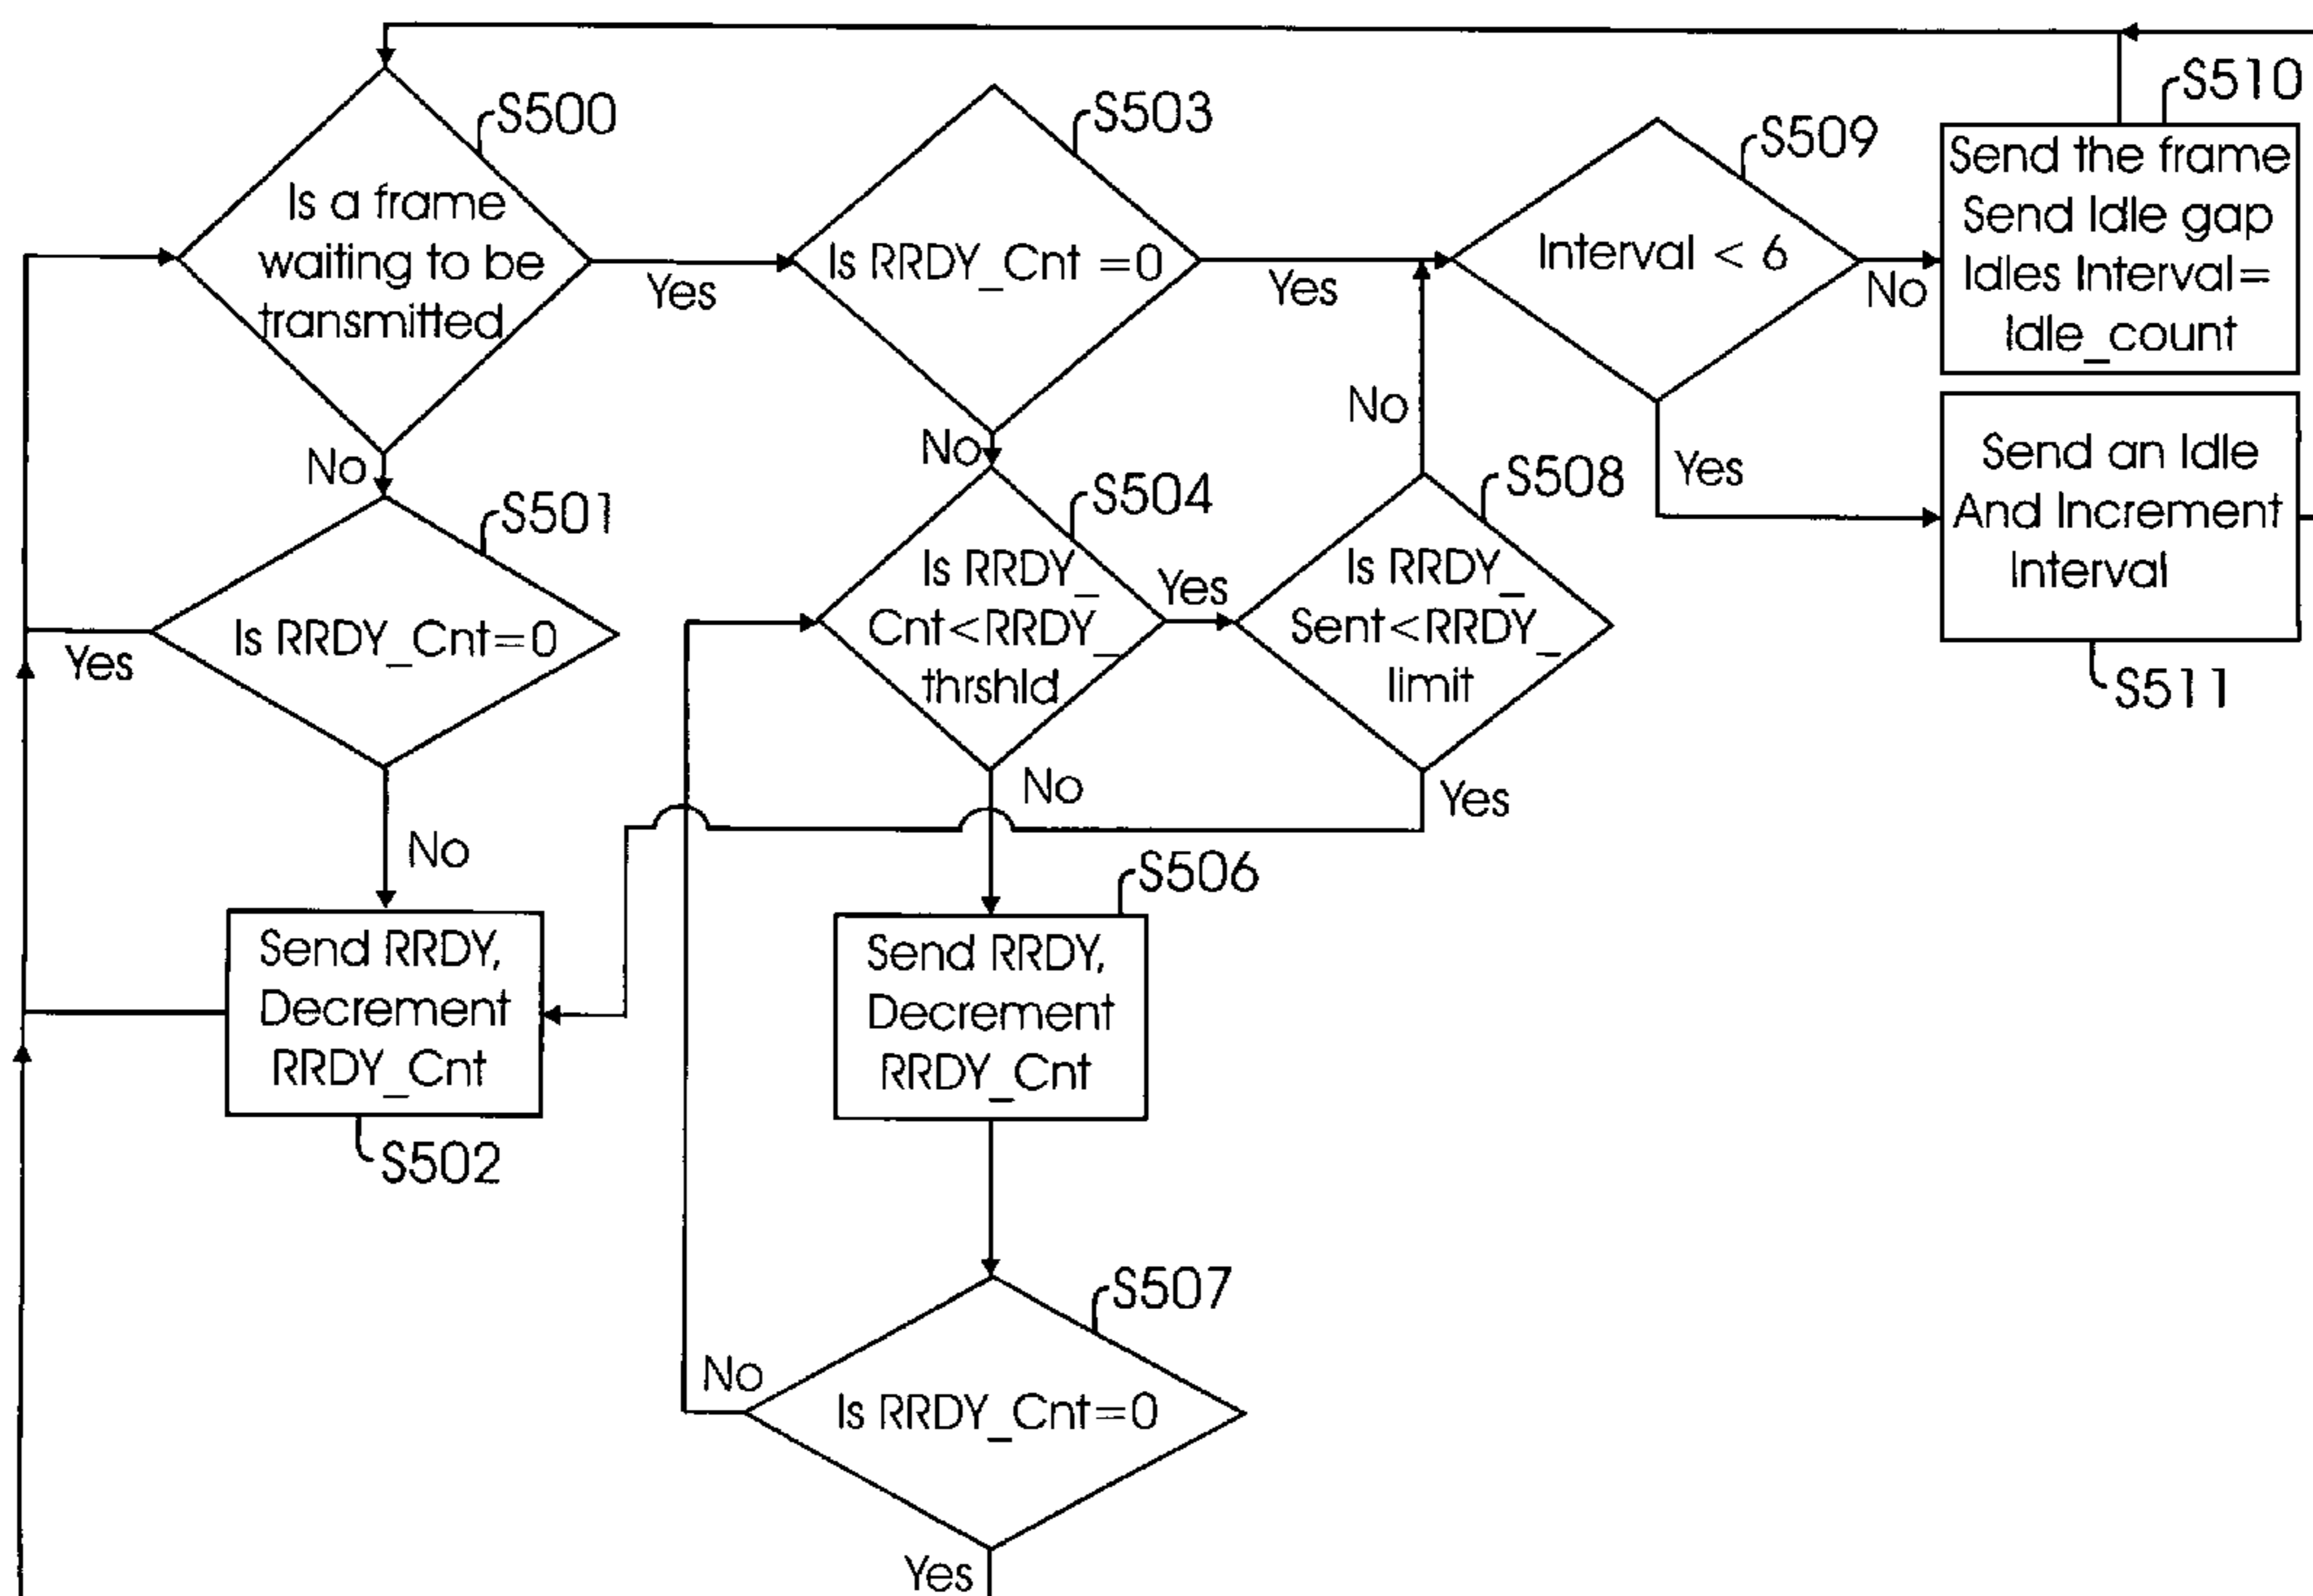 S500
Is a frame
waiting to be
transmitted
Yes
No
S503
Is RRDY_Cnt =0
Yes
No
S509
Interval < 6
No
Yes
S510
Send the frame
Send Idle gap
Idles Interval=
Idle_count
Send an Idle
And Increment
Interval
S511
S501
Is RRDY_Cnt=0
Yes
No
S504
Is RRDY_
Cnt<RRDY_
thrshld
Yes
No
S508
Is RRDY_
Sent<RRDY_
limit
No
Yes
Send RRDY,
Decrement
RRDY_Cnt
S502
S506
Send RRDY,
Decrement
RRDY_Cnt
S507
Is RRDY_Cnt=0
No
Yes